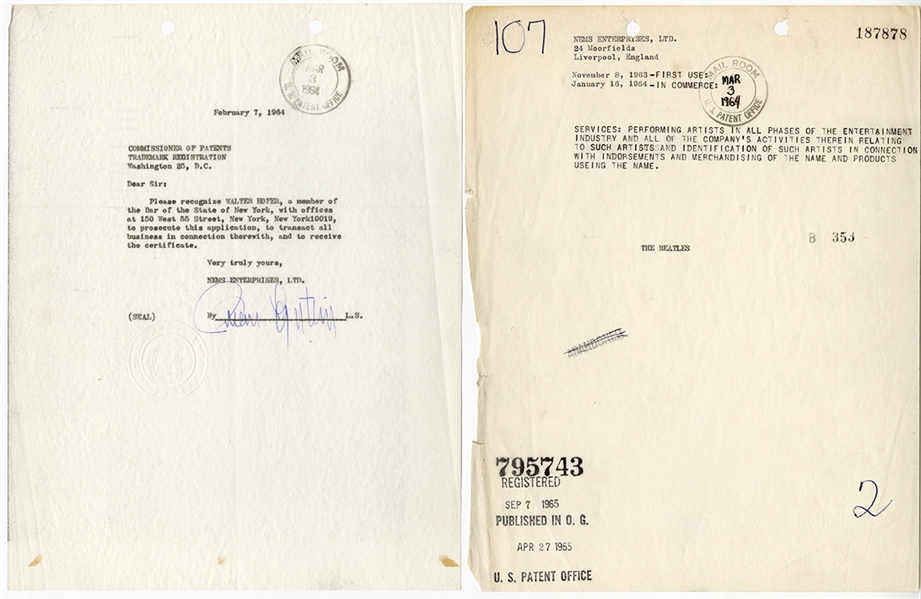 MAIL ROOM
MAR
3
1964
U. S. PATENT OFFICE
February 7, 1964
COMMISSIONER OF PATENTS
TRADEMARK REGISTRATION
Washington 25, D.C.
Dear Sir:
Please recognize WALTER HOFER, a member of
the Bar of the State of New York, with offices
at 150 West 55 Street, New York, New York10019,
to prosecute this application, to transact all
business in connection therewith, and to receive
the certificate.
Very truly yours,
NEMS ENTERPRISES, LTD.
(SEAL) By L.S.
107
187878
NEMS ENTERPRISES, LTD.
24 Moorfields
Liverpool, England
November 8, 1963-FIRST USE:
January 16, 1964-IN COMMERCE:
MAIL ROOM
MAR
3
1964
U. S. PATENT OFFICE
SERVICES: PERFORMING ARTISTS IN ALL PHASES OF THE ENTERTAINMENT
INDUSTRY AND ALL OF THE COMPANY'S ACTIVITIES THEREIN RELATING
TO SUCH ARTISTS AND IDENTIFICATION OF SUCH ARTISTS IN CONNECTION
WITH INDORSEMENTS AND MERCHANDISING OF THE NAME AND PRODUCTS
USEING THE NAME.
THE BEATLES
B 353
ABANDONED
795743
REGISTERED
SEP 7 1965
PUBLISHED IN O. G.
APR 27 1965
U. S. PATENT OFFICE
2